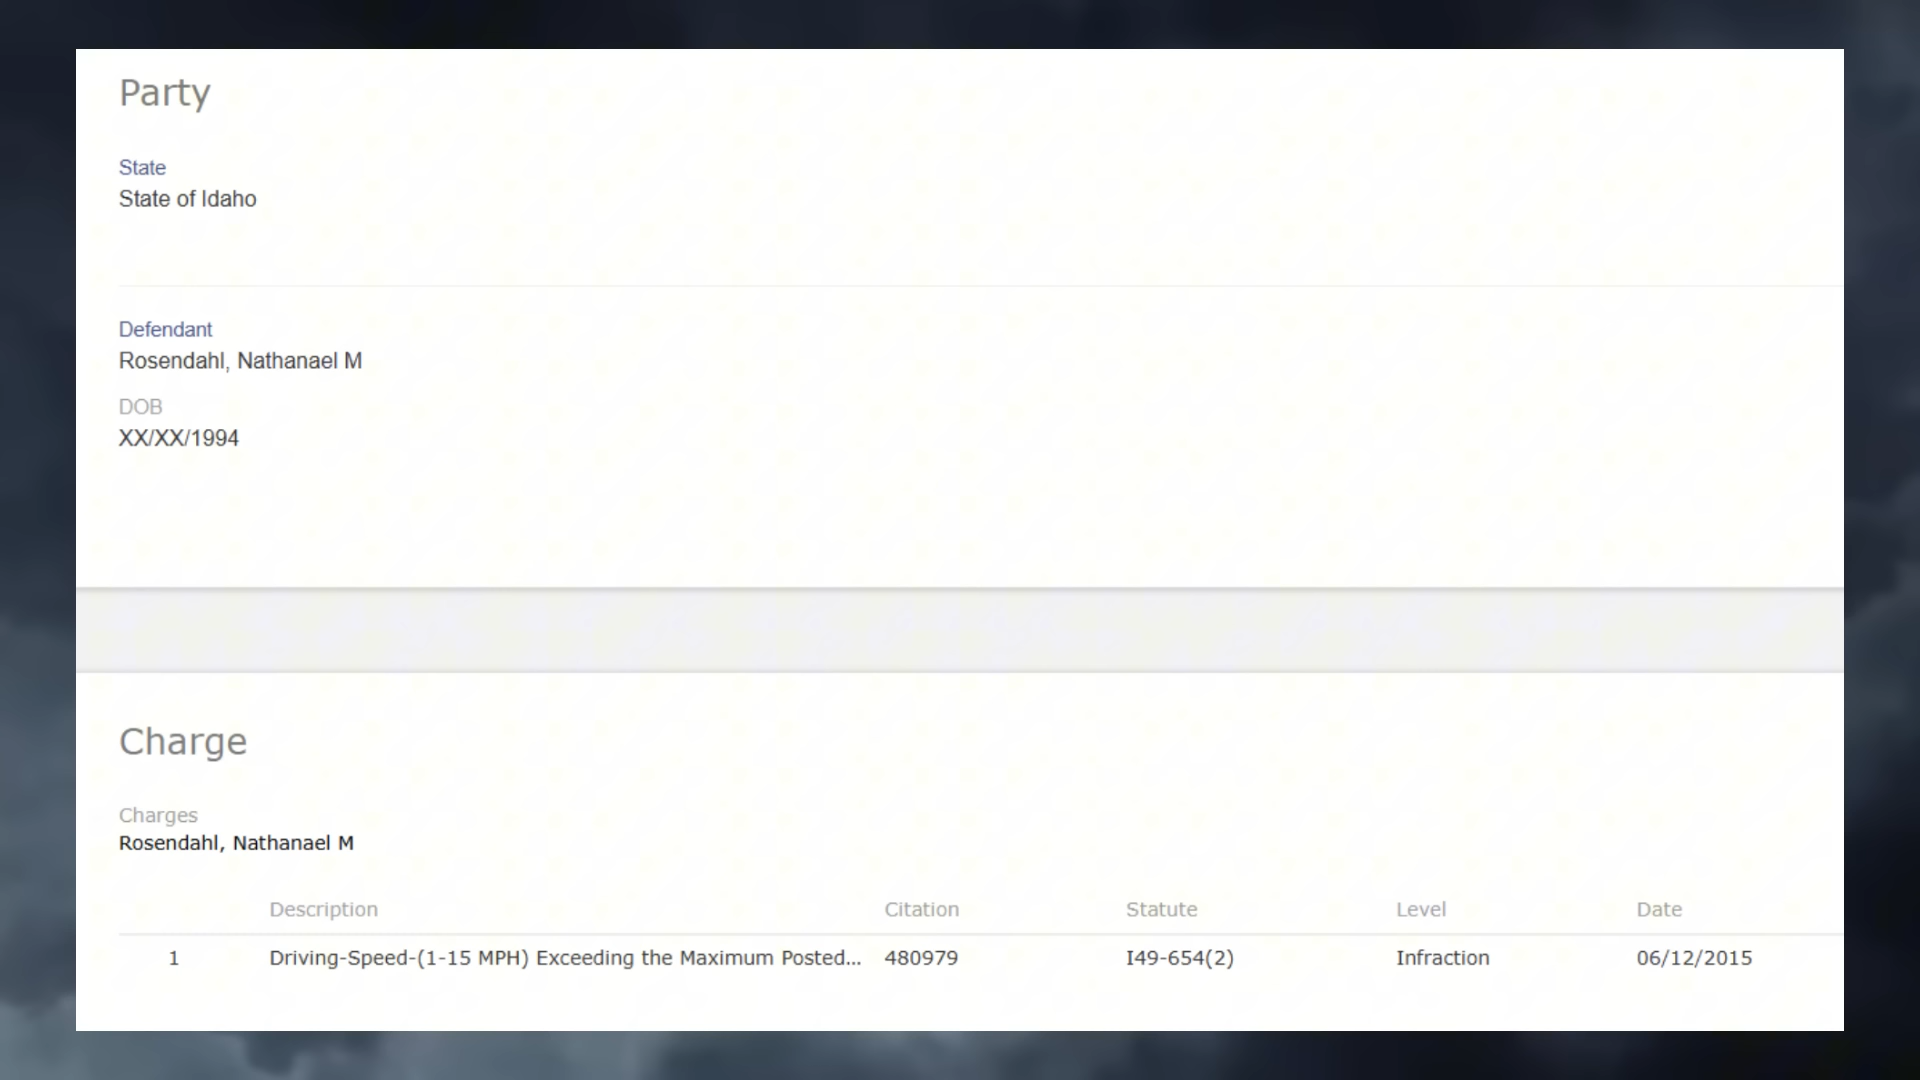 Party
State
State of Idaho
Defendant
Rosendahl, Nathanael M
DOB
XX/XX/1994
Charge
Charges
Rosendahl, Nathanael M
Description Citation Statute Level Date
1 Driving-Speed-(1-15 MPH) Exceeding the Maximum Posted... 480979 I49-654(2) Infraction 06/12/2015